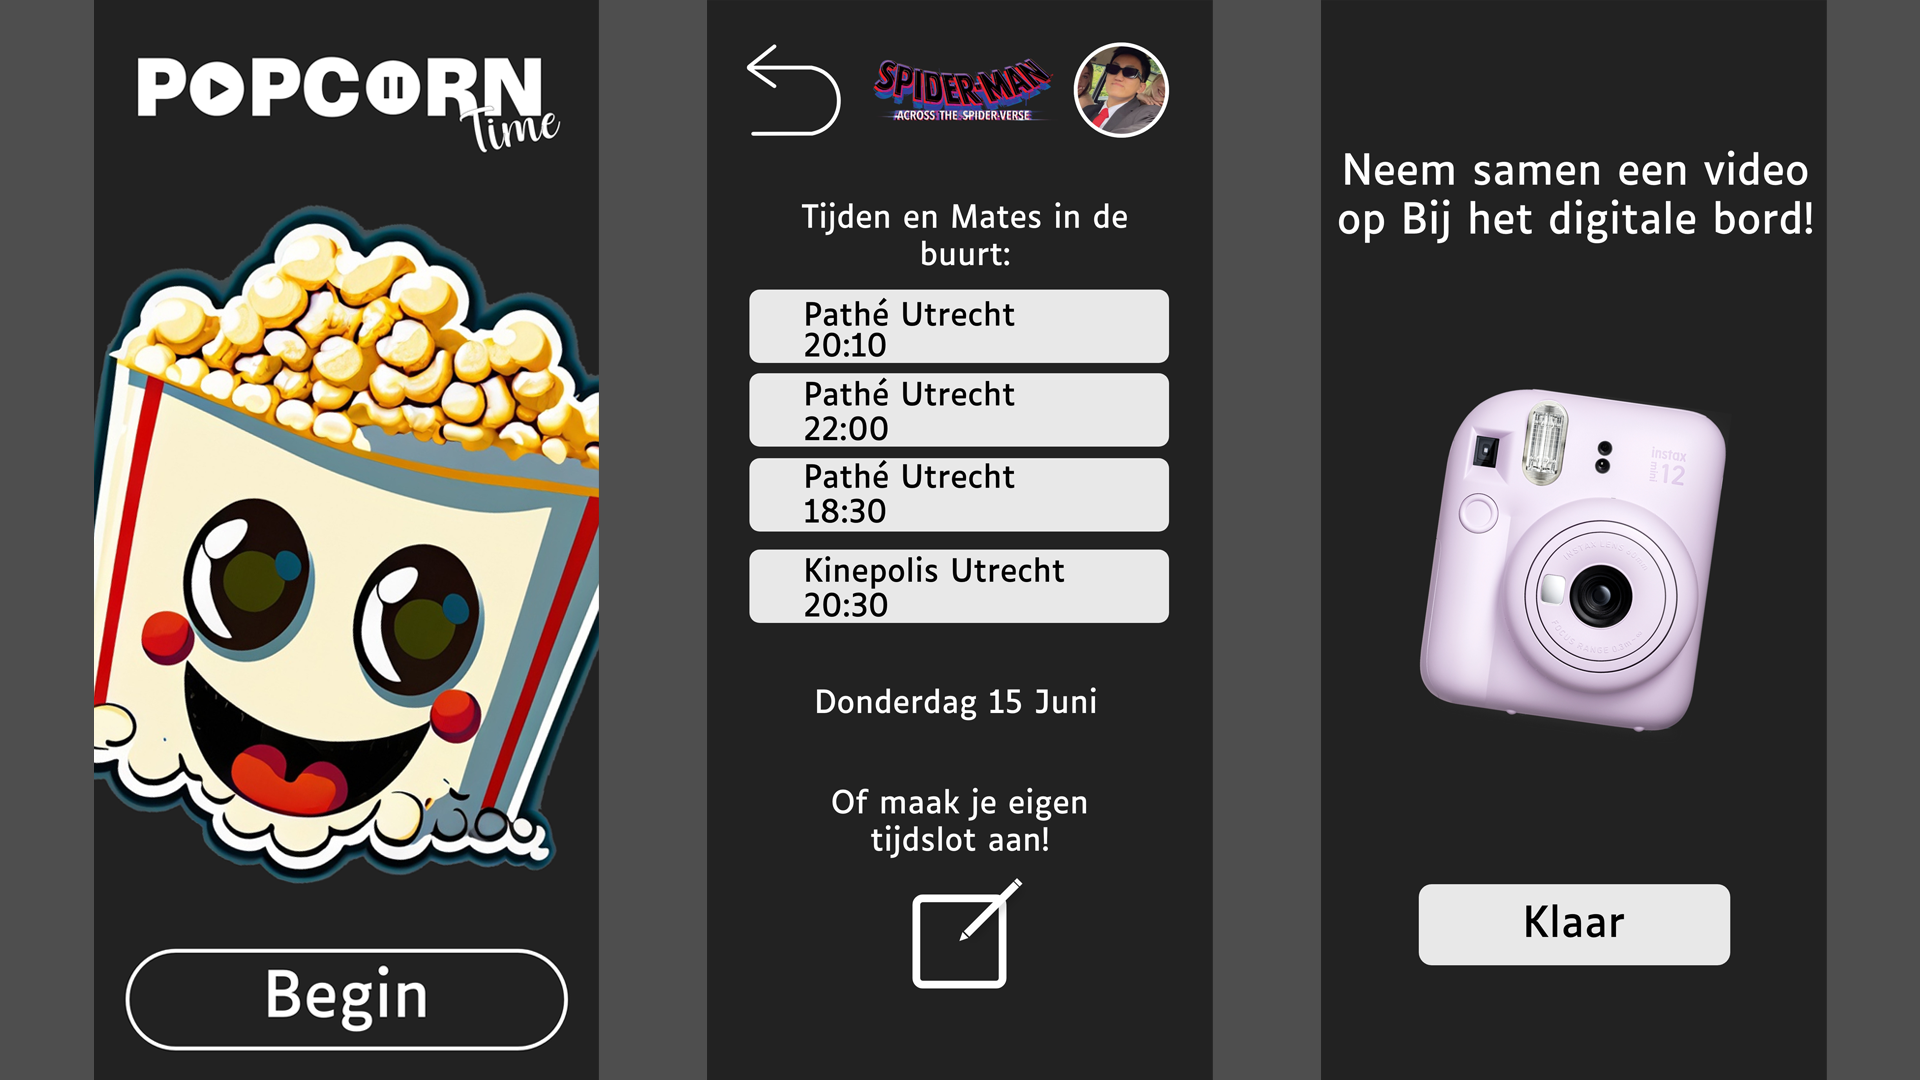 POPCORN
Time
Begin
SPIDER-MAN
ACROSS THE SPIDER-VERSE
Tijden en Mates in de
buurt:
Pathé Utrecht
20:10
Pathé Utrecht
22:00
Pathé Utrecht
18:30
Kinepolis Utrecht
20:30
Donderdag 15 Juni
Of maak je eigen
tijdslot aan!
Neem samen een video
op Bij het digitale bord!
instax
mini 12
Klaar